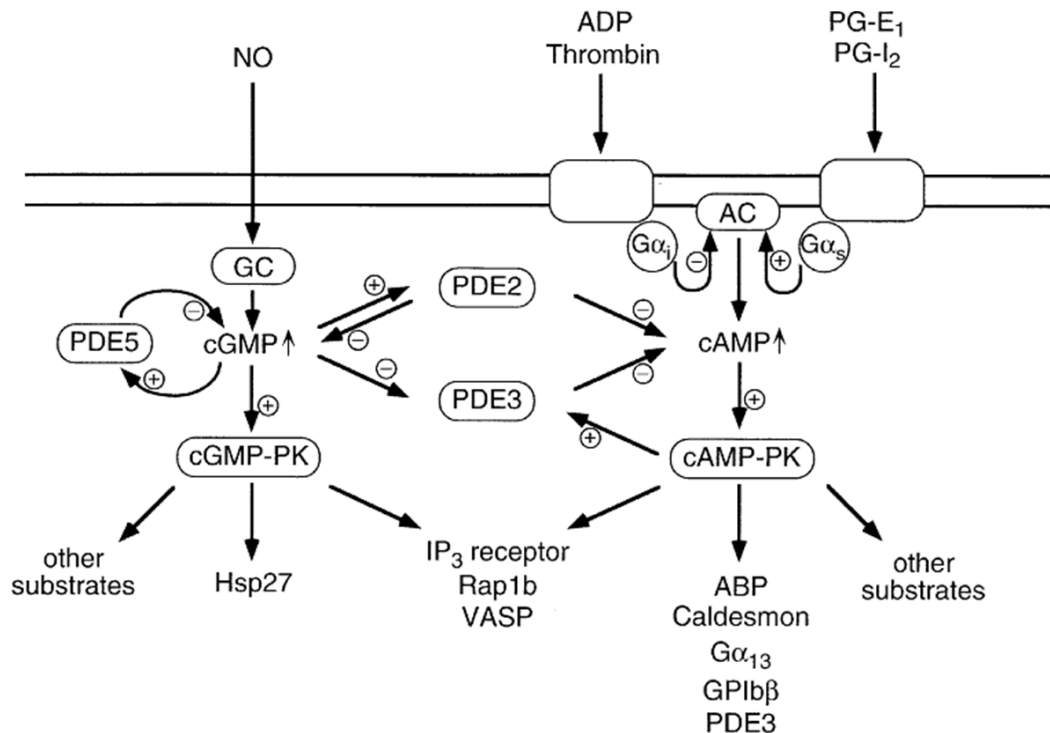 ADP
Thrombin
PG-E₁
PG-I₂
NO
AC
Gαᵢ
−
+
Gαₛ
GC
PDE5
−
+
cGMP↑
+
−
PDE2
−
cAMP↑
−
PDE3
−
+
+
+
cGMP-PK
cAMP-PK
other
substrates
Hsp27
IP₃ receptor
Rap1b
VASP
ABP
Caldesmon
Gα₁₃
GPIbβ
PDE3
other
substrates